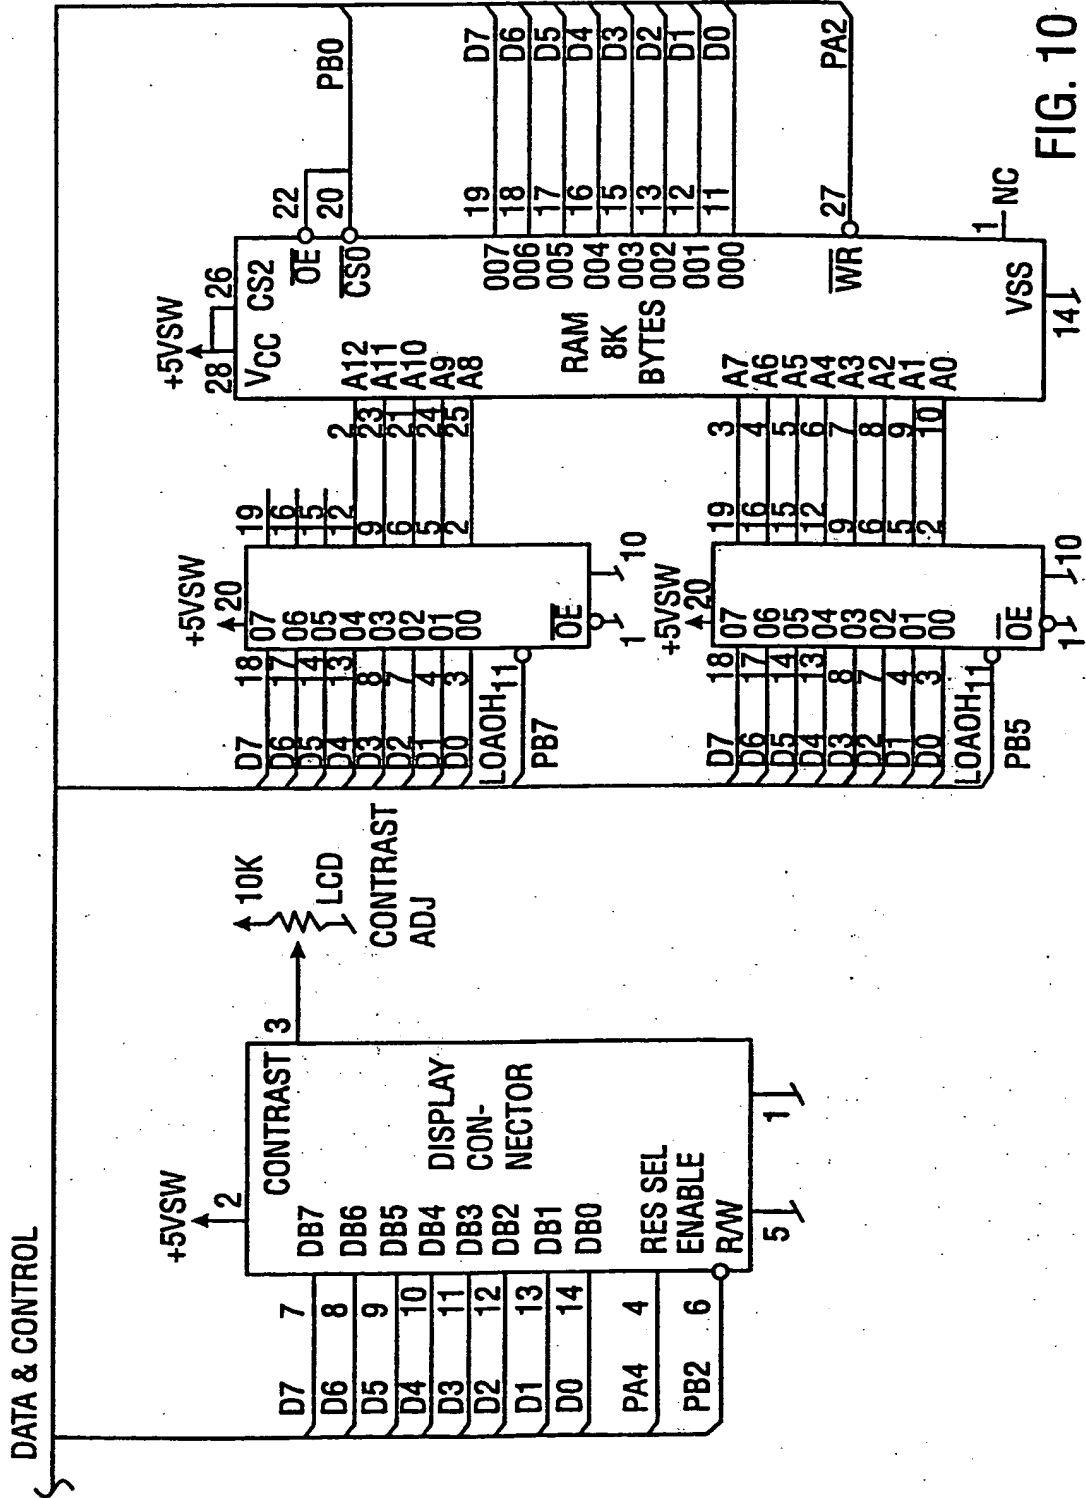 DATA & CONTROL
+5VSW
2
CONTRAST 3
10K
LCD
CONTRAST
ADJ
D7 7 DB7
D6 8 DB6
D5 9 DB5
D4 10 DB4
D3 11 DB3
D2 12 DB2
D1 13 DB1
D0 14 DB0
DISPLAY
CON-
NECTOR
PA4 4 RES SEL
ENABLE
PB2 6 R/W
5
1
+5VSW
20
D7 18 07 19
D6 17 06 16
D5 14 05 15
D4 13 04 12
D3 8 03 9
D2 7 02 6
D1 4 01 5
D0 3 00 2
LOAOH 11 OE
PB7
1
10
+5VSW
20
D7 18 07 19
D6 17 06 16
D5 14 05 15
D4 13 04 12
D3 8 03 9
D2 7 02 6
D1 4 01 5
D0 3 00 2
LOAOH 11 OE
PB5
1
10
+5VSW
28 26
VCC CS2
OE 22
CS0 20 PB0
2 A12
23 A11
21 A10
24 A9
25 A8
RAM
8K
BYTES
3 A7
4 A6
5 A5
6 A4
7 A3
8 A2
9 A1
10 A0
007 19 D7
006 18 D6
005 17 D5
004 16 D4
003 15 D3
002 13 D2
001 12 D1
000 11 D0
WR 27 PA2
VSS
14
1 NC
FIG. 10